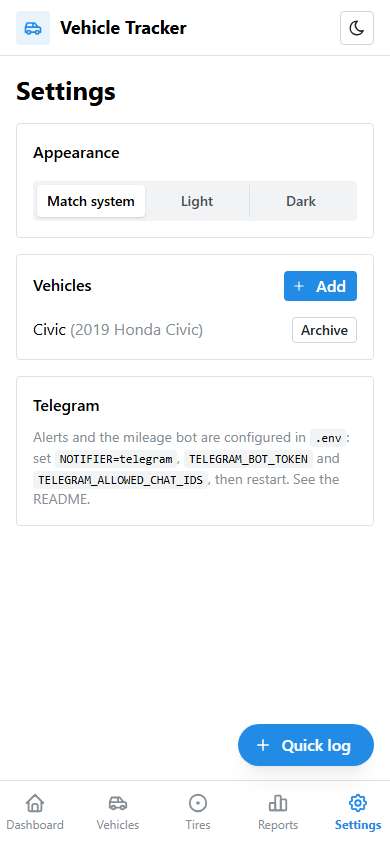 Vehicle Tracker
Settings
Appearance
Match system Light Dark
Vehicles
Add
Civic (2019 Honda Civic)
Archive
Telegram
Alerts and the mileage bot are configured in .env:
set NOTIFIER=telegram, TELEGRAM_BOT_TOKEN and
TELEGRAM_ALLOWED_CHAT_IDS, then restart. See the
README.
Quick log
Dashboard Vehicles Tires Reports Settings